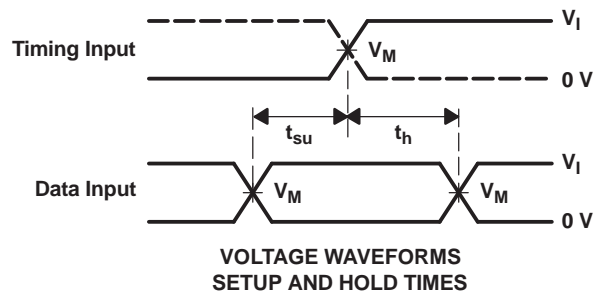 V_I
Timing Input
V_M
0 V
t_su
t_h
V_I
Data Input
V_M
V_M
0 V
VOLTAGE WAVEFORMS
SETUP AND HOLD TIMES